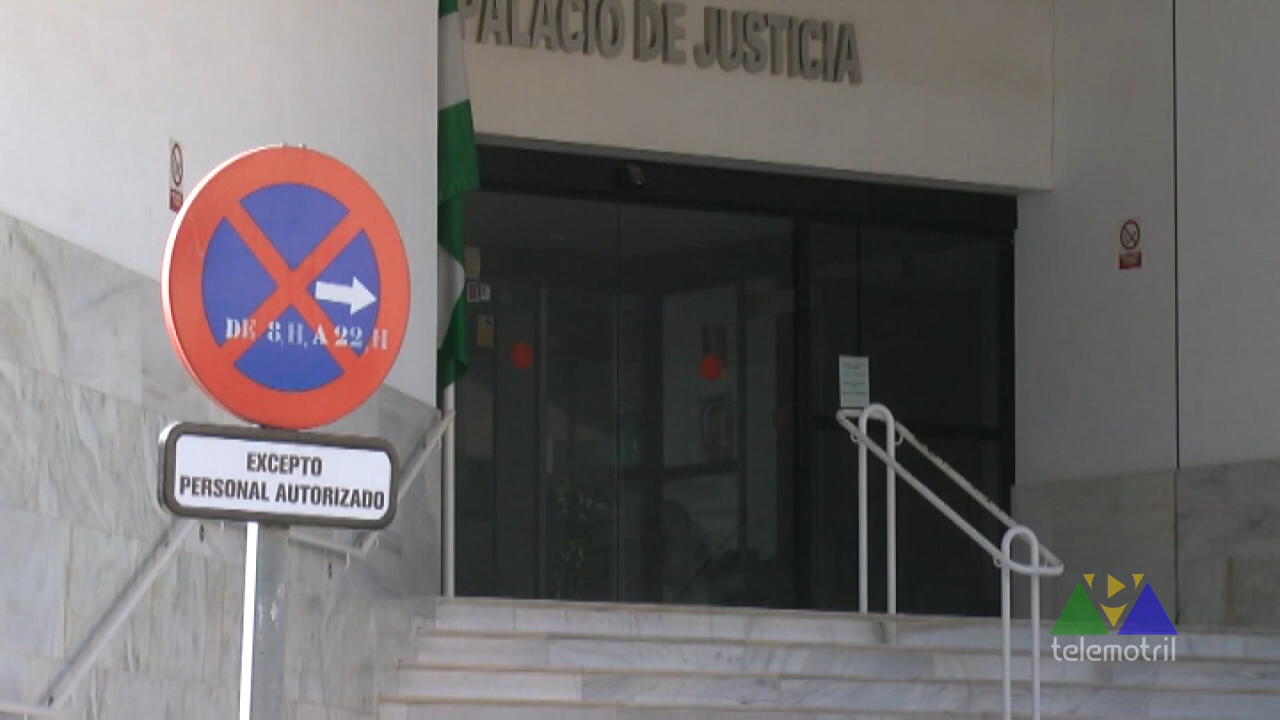 PALACIO DE JUSTICIA
DE 8 H. A 22 H
EXCEPTO
PERSONAL AUTORIZADO
telemotril